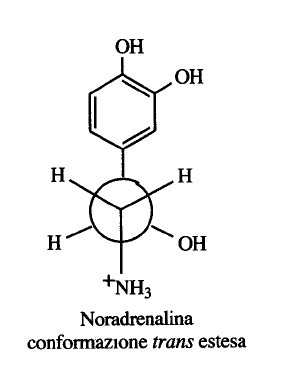 OH
OH
H
H
H
OH
+NH3
Noradrenalina
conformazione trans estesa